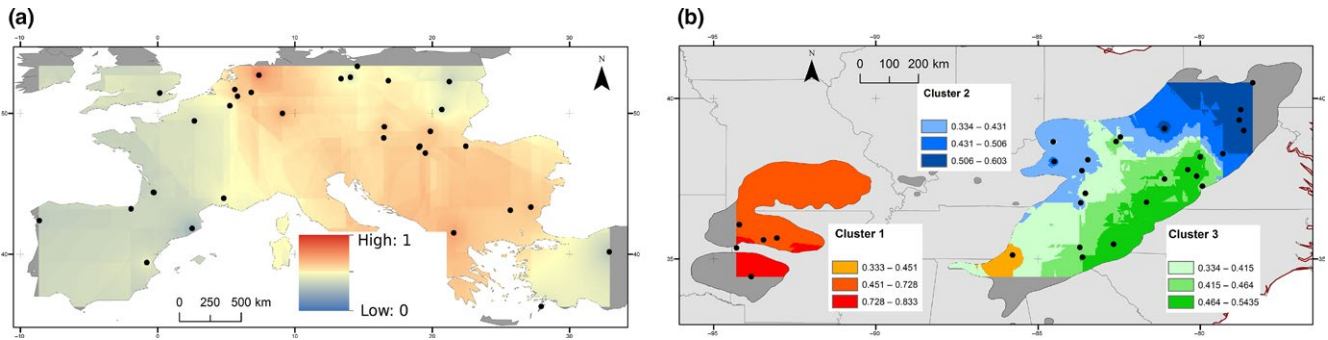 (a)
−10 0 10 20 30
N
50
40
0 250 500 km
High: 1
Low: 0
−10 0 10 20 30
(b)
−95 −90 −85 −80
N
0 100 200 km
40
35
Cluster 2
0.334 – 0.431
0.431 – 0.506
0.506 – 0.603
Cluster 1
0.333 – 0.451
0.451 – 0.728
0.728 – 0.833
Cluster 3
0.334 – 0.415
0.415 – 0.464
0.464 – 0.5435
40
35
−95 −90 −85 −80